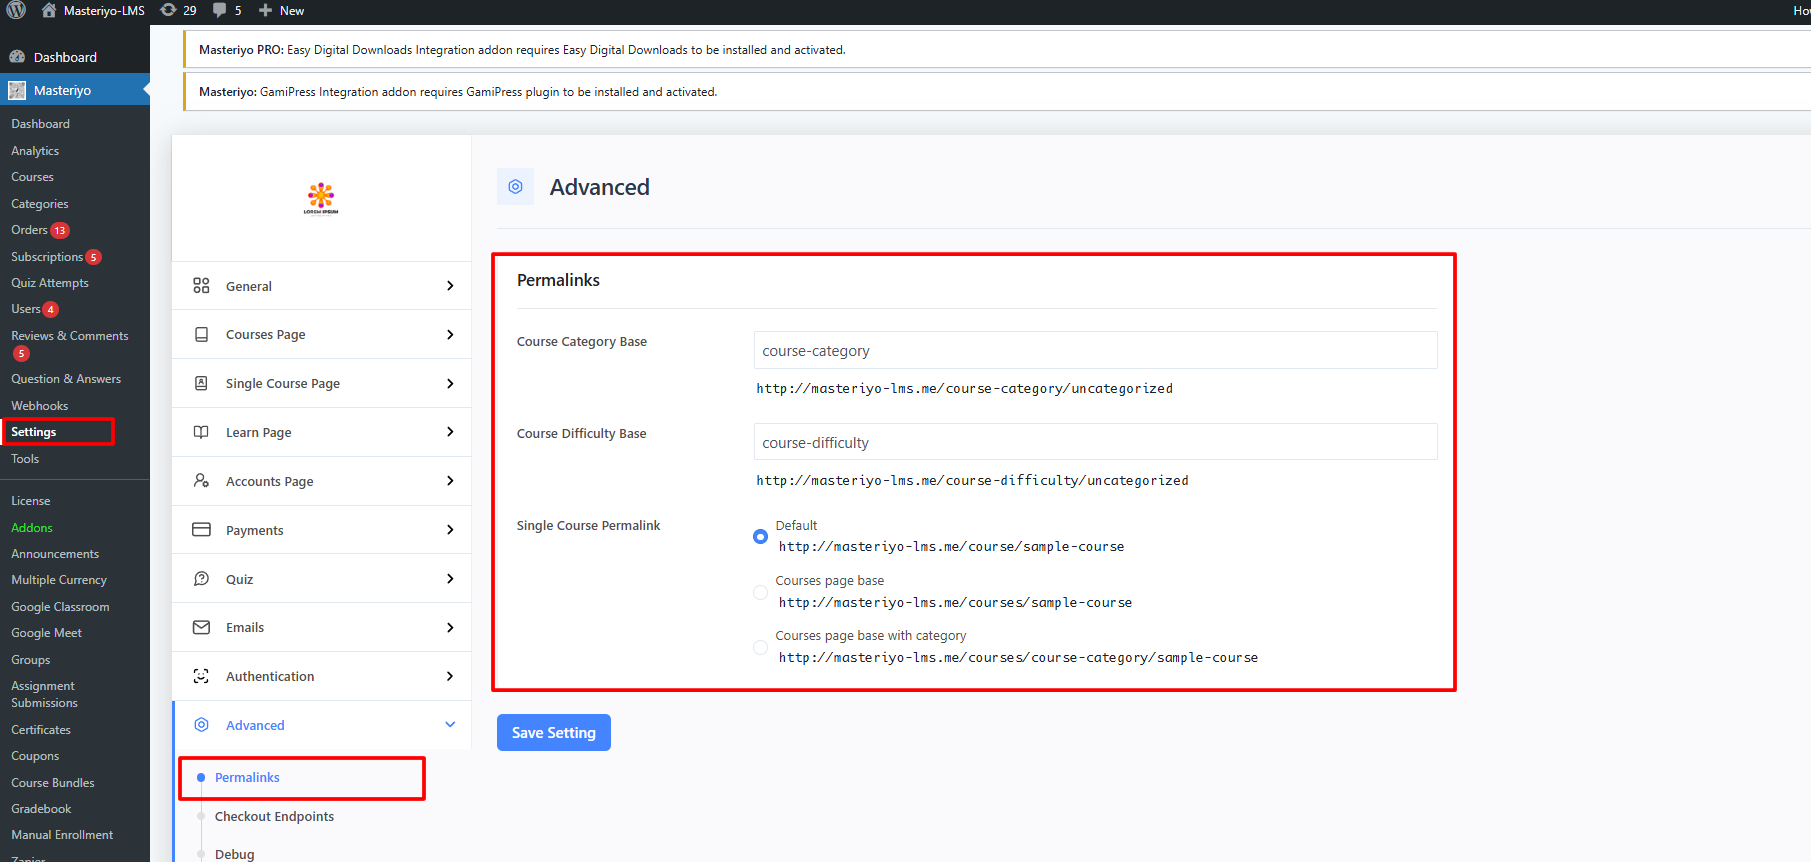 Masteriyo-LMS
29
5
New
Dashboard
Masteriyo
Dashboard
Analytics
Courses
Categories
Orders 13
Subscriptions 5
Quiz Attempts
Users 4
Reviews & Comments
5
Question & Answers
Webhooks
Settings
Tools
License
Addons
Announcements
Multiple Currency
Google Classroom
Google Meet
Groups
Assignment
Submissions
Certificates
Coupons
Course Bundles
Gradebook
Manual Enrollment
Masteriyo PRO: Easy Digital Downloads Integration addon requires Easy Digital Downloads to be installed and activated.
Masteriyo: GamiPress Integration addon requires GamiPress plugin to be installed and activated.
LOREM IPSUM
General
Courses Page
Single Course Page
Learn Page
Accounts Page
Payments
Quiz
Emails
Authentication
Advanced
Permalinks
Checkout Endpoints
Debug
Advanced
Permalinks
Course Category Base
course-category
http://masteriyo-lms.me/course-category/uncategorized
Course Difficulty Base
course-difficulty
http://masteriyo-lms.me/course-difficulty/uncategorized
Single Course Permalink
Default
http://masteriyo-lms.me/course/sample-course
Courses page base
http://masteriyo-lms.me/courses/sample-course
Courses page base with category
http://masteriyo-lms.me/courses/course-category/sample-course
Save Setting